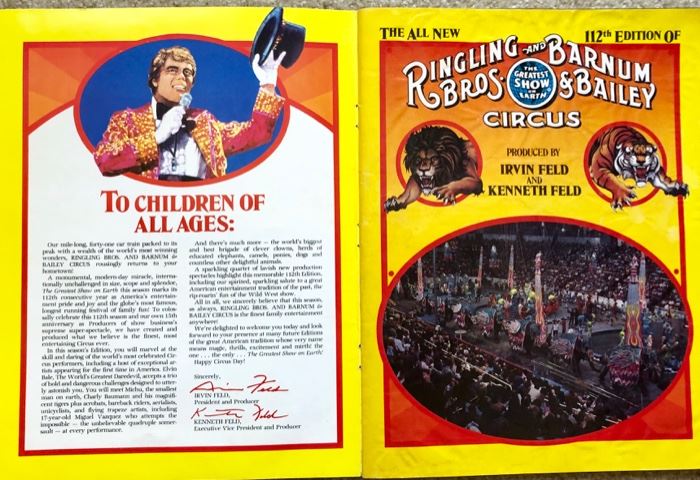 TO CHILDREN OF
ALL AGES:
Our mile-long, forty-one car train packed to its
peak with a wealth of the world's most winning
wonders, RINGLING BROS. AND BARNUM &
BAILEY CIRCUS rousingly returns to your
hometown!
A monumental, modern-day miracle, interna-
tionally unchallenged in size, scope and splendor,
The Greatest Show on Earth this season marks its
112th consecutive year as America's entertain-
ment pride and joy and the globe's most famous,
longest running festival of family fun! To colos-
sally celebrate this 112th season and our own 15th
anniversary as Producers of show business's
supreme super-spectacle, we have created and
produced what we believe is the finest, most
entertaining Circus ever.
In this season's Edition, you will marvel at the
skill and daring of the world's most celebrated Cir-
cus performers, including a host of exceptional ar-
tists appearing for the first time in America. Elvin
Bale, The World's Greatest Daredevil, accepts a trio
of bold and dangerous challenges designed to utter-
ly astonish you. You will meet Michu, the smallest
man on earth, Charly Baumann and his magnifi-
cent tigers plus acrobats, bareback riders, aerialists,
unicyclists, and flying trapeze artists, including
17-year-old Miguel Vazquez who attempts the
impossible — the unbelievable quadruple somer-
sault — at every performance.
And there's much more — the world's biggest
and best brigade of clever clowns, herds of
educated elephants, camels, ponies, dogs and
countless other delightful animals.
A sparkling quartet of lavish new production
spectacles highlight this memorable 112th Edition,
including our spirited, sparkling salute to a great
American entertainment tradition of the past, the
rip-roarin' fun of the Wild West show.
All in all, we sincerely believe that this season,
as always, RINGLING BROS. AND BARNUM &
BAILEY CIRCUS is the finest family entertainment
anywhere!
We're delighted to welcome you today and look
forward to your presence at many future Editions
of the great American tradition whose very name
means magic, thrills, excitement and mirth! the
one . . . the only . . . The Greatest Show on Earth!
Happy Circus Day!
Sincerely,
Irvin Feld
IRVIN FELD,
President and Producer
Kenneth Feld
KENNETH FELD,
Executive Vice President and Producer
THE ALL NEW
112th EDITION OF
RINGLING BROS. AND BARNUM & BAILEY
THE GREATEST SHOW ON EARTH
CIRCUS
PRODUCED BY
IRVIN FELD
AND
KENNETH FELD